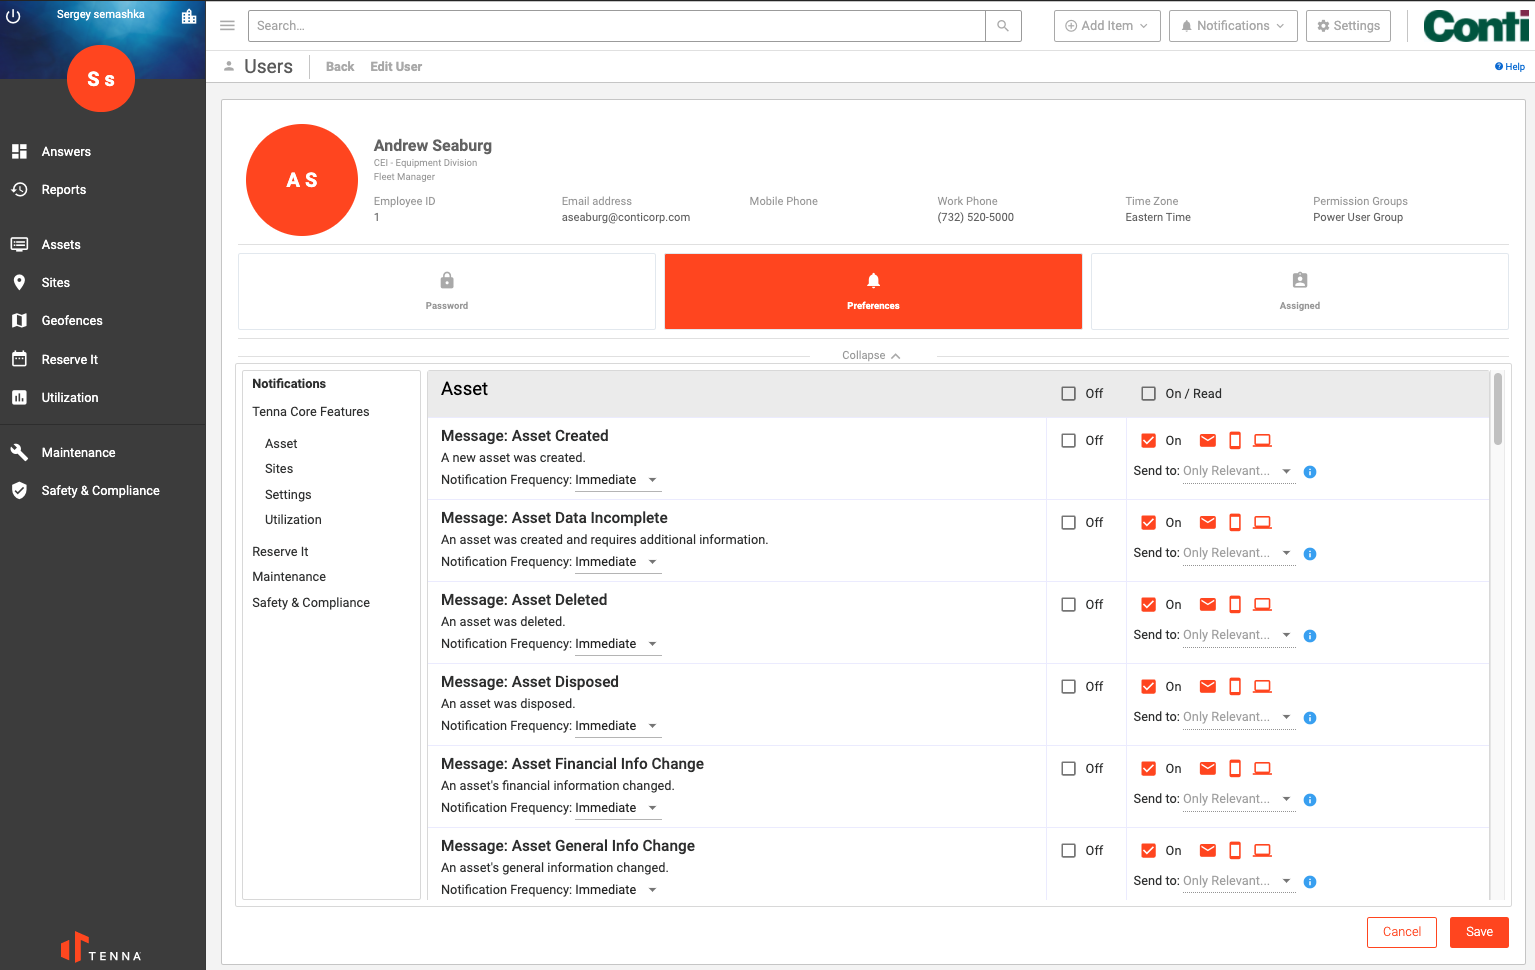 Sergey semashka
S s
Answers
Reports
Assets
Sites
Geofences
Reserve It
Utilization
Maintenance
Safety & Compliance
TENNA
Search...
Add Item
Notifications
Settings
Conti
Users
Back
Edit User
Help
A S
Andrew Seaburg
CEI - Equipment Division
Fleet Manager
Employee ID
1
Email address
aseaburg@conticorp.com
Mobile Phone
Work Phone
(732) 520-5000
Time Zone
Eastern Time
Permission Groups
Power User Group
Password
Preferences
Assigned
Collapse
Notifications
Tenna Core Features
Asset
Sites
Settings
Utilization
Reserve It
Maintenance
Safety & Compliance
Asset
Off
On / Read
Message: Asset Created
A new asset was created.
Notification Frequency: Immediate
Off
On
Send to: Only Relevant...
Message: Asset Data Incomplete
An asset was created and requires additional information.
Notification Frequency: Immediate
Off
On
Send to: Only Relevant...
Message: Asset Deleted
An asset was deleted.
Notification Frequency: Immediate
Off
On
Send to: Only Relevant...
Message: Asset Disposed
An asset was disposed.
Notification Frequency: Immediate
Off
On
Send to: Only Relevant...
Message: Asset Financial Info Change
An asset's financial information changed.
Notification Frequency: Immediate
Off
On
Send to: Only Relevant...
Message: Asset General Info Change
An asset's general information changed.
Notification Frequency: Immediate
Off
On
Send to: Only Relevant...
Cancel
Save